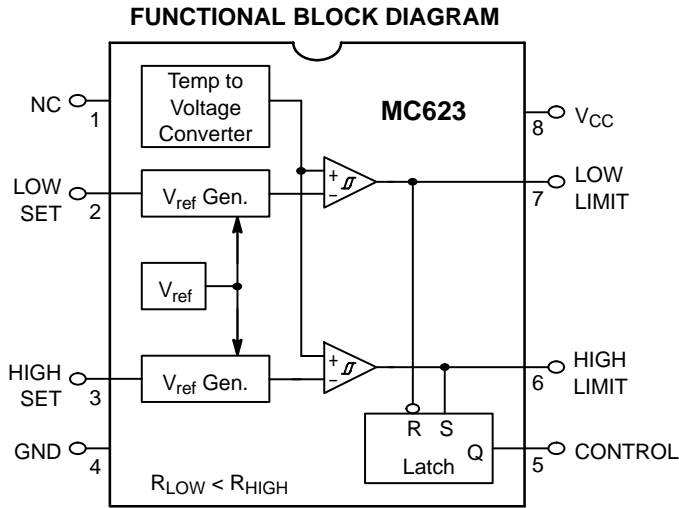 FUNCTIONAL BLOCK DIAGRAM
NC
1
Temp to
Voltage
Converter
MC623
8
VCC
LOW
SET
2
Vref Gen.
+
−
7
LOW
LIMIT
Vref
HIGH
SET
3
Vref Gen.
+
−
6
HIGH
LIMIT
R S
Q
Latch
GND
4
5
CONTROL
RLOW < RHIGH